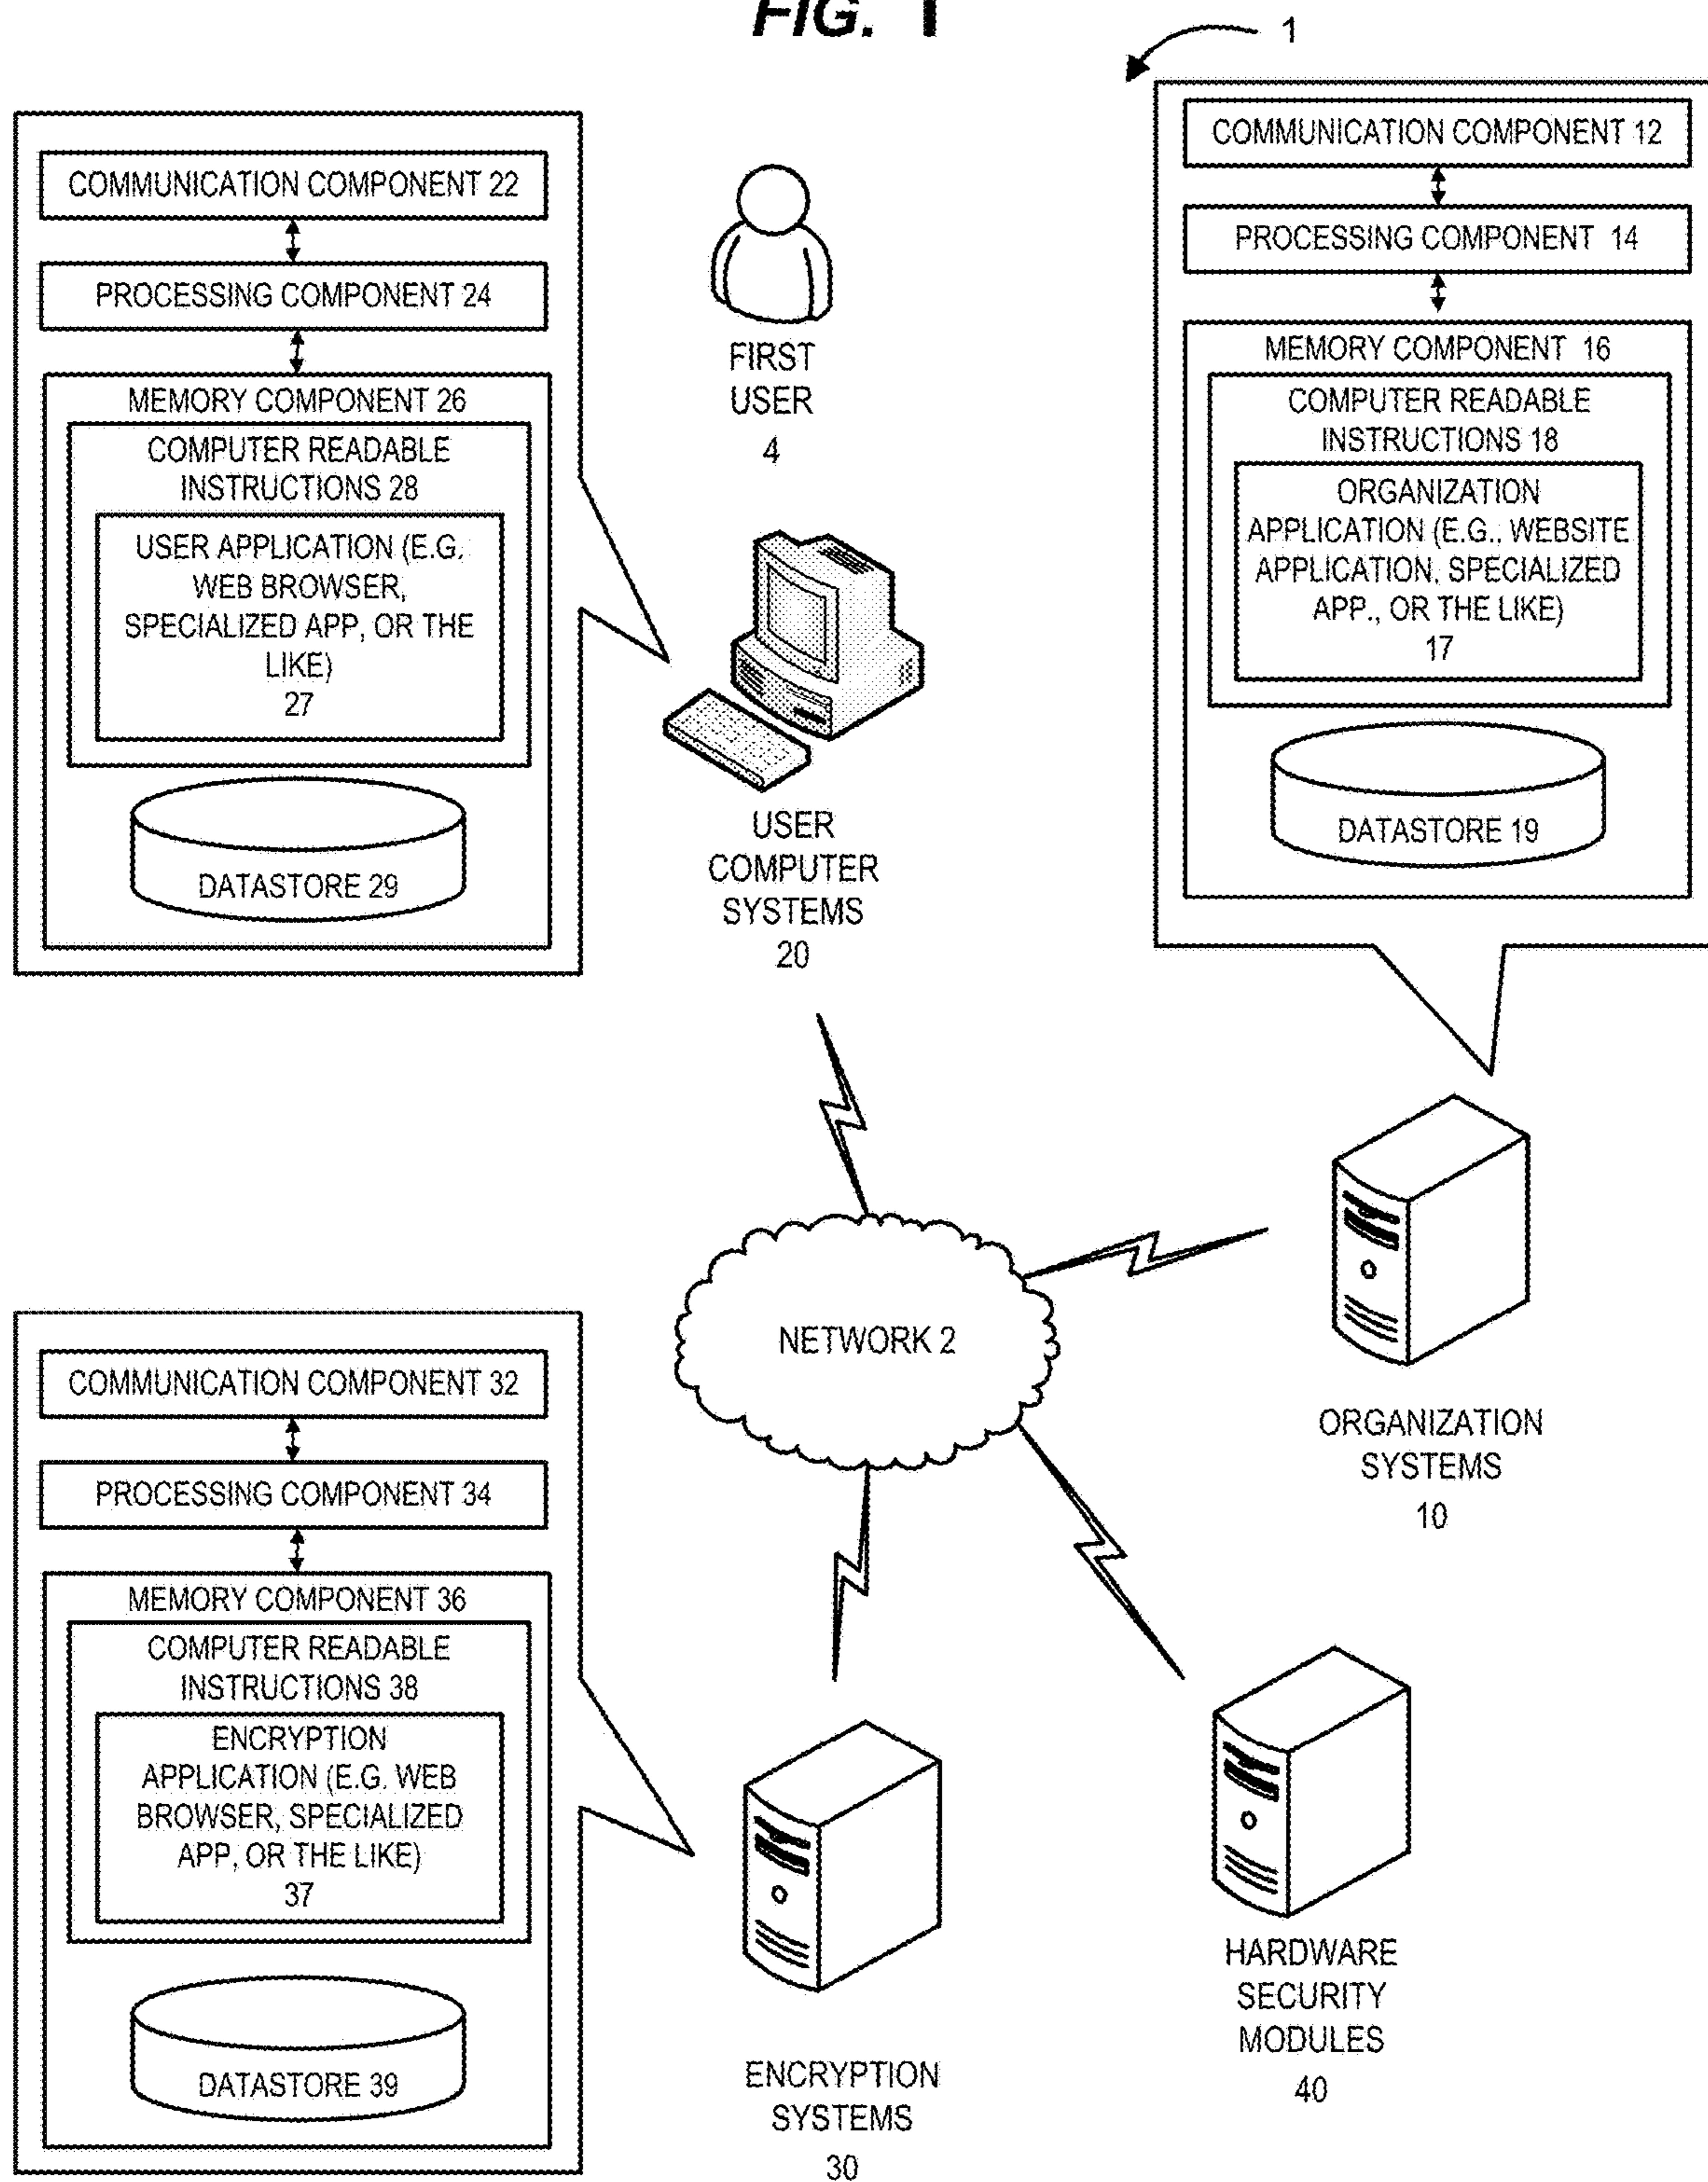 FIG. 1
1
COMMUNICATION COMPONENT 22
PROCESSING COMPONENT 24
MEMORY COMPONENT 26
COMPUTER READABLE
INSTRUCTIONS 28
USER APPLICATION (E.G.
WEB BROWSER,
SPECIALIZED APP, OR THE
LIKE)
27
DATASTORE 29
FIRST
USER
4
USER
COMPUTER
SYSTEMS
20
COMMUNICATION COMPONENT 12
PROCESSING COMPONENT 14
MEMORY COMPONENT 16
COMPUTER READABLE
INSTRUCTIONS 18
ORGANIZATION
APPLICATION (E.G.. WEBSITE
APPLICATION, SPECIALIZED
APP., OR THE LIKE)
17
DATASTORE 19
NETWORK 2
ORGANIZATION
SYSTEMS
10
COMMUNICATION COMPONENT 32
PROCESSING COMPONENT 34
MEMORY COMPONENT 36
COMPUTER READABLE
INSTRUCTIONS 38
ENCRYPTION
APPLICATION (E.G. WEB
BROWSER, SPECIALIZED
APP, OR THE LIKE)
37
DATASTORE 39
ENCRYPTION
SYSTEMS
30
HARDWARE
SECURITY
MODULES
40